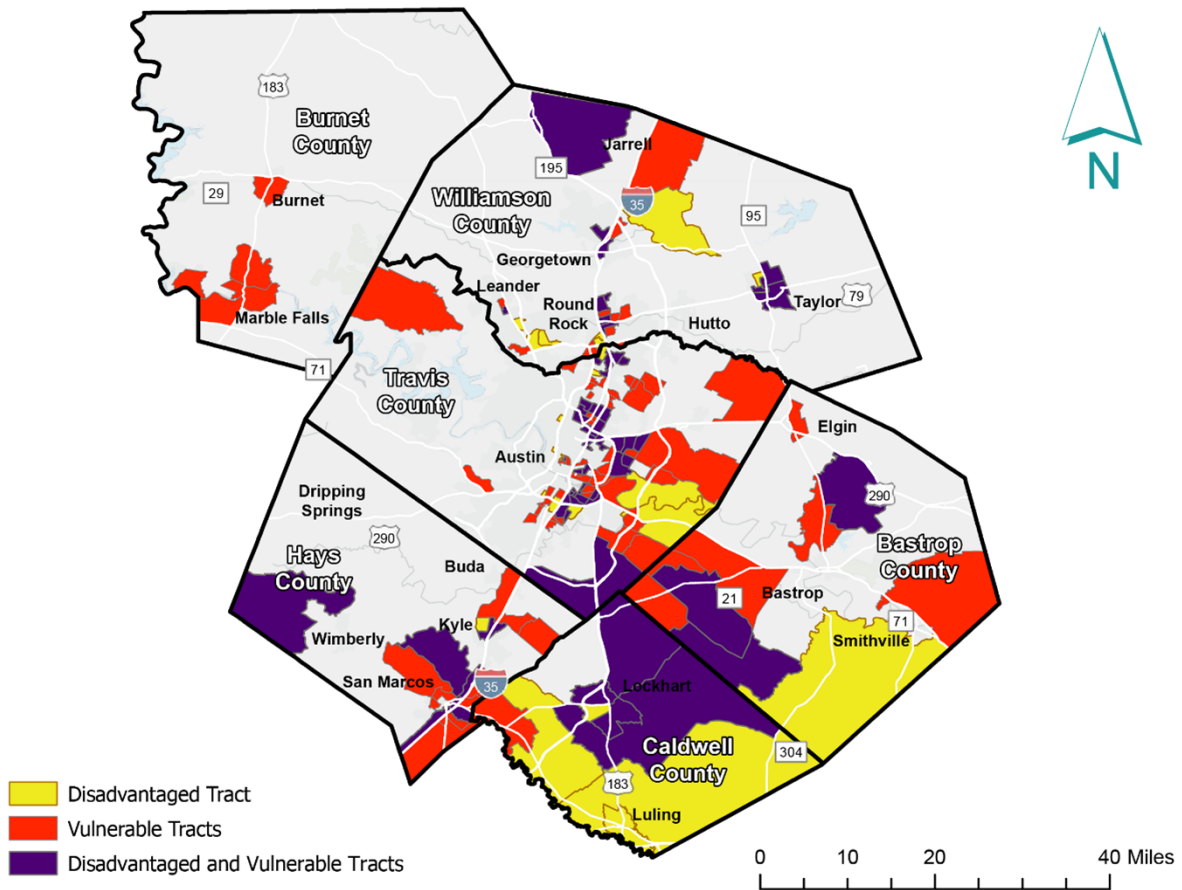 183
Burnet
County
Jarrell
195
29
Burnet
Williamson
County
35
95
Georgetown
Leander
Round
Rock
Taylor
79
Marble Falls
Hutto
71
Travis
County
Elgin
Austin
Dripping
Springs
290
290
Hays
County
Buda
Bastrop
County
21
Bastrop
Kyle
71
Wimberly
Smithville
San Marcos
35
Lockhart
Caldwell
County
304
183
Luling
N
Disadvantaged Tract
Vulnerable Tracts
Disadvantaged and Vulnerable Tracts
0 10 20 40 Miles